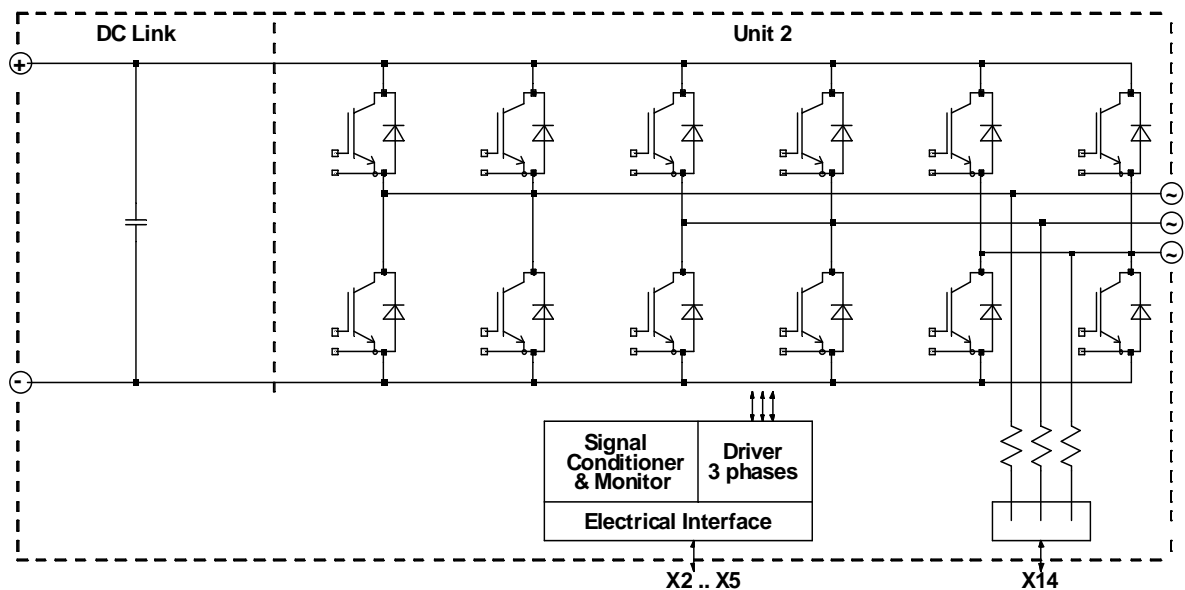 DC Link
Unit 2
+
~
~
~
-
Signal
Conditioner
& Monitor
Driver
3 phases
Electrical Interface
X2 .. X5
X14